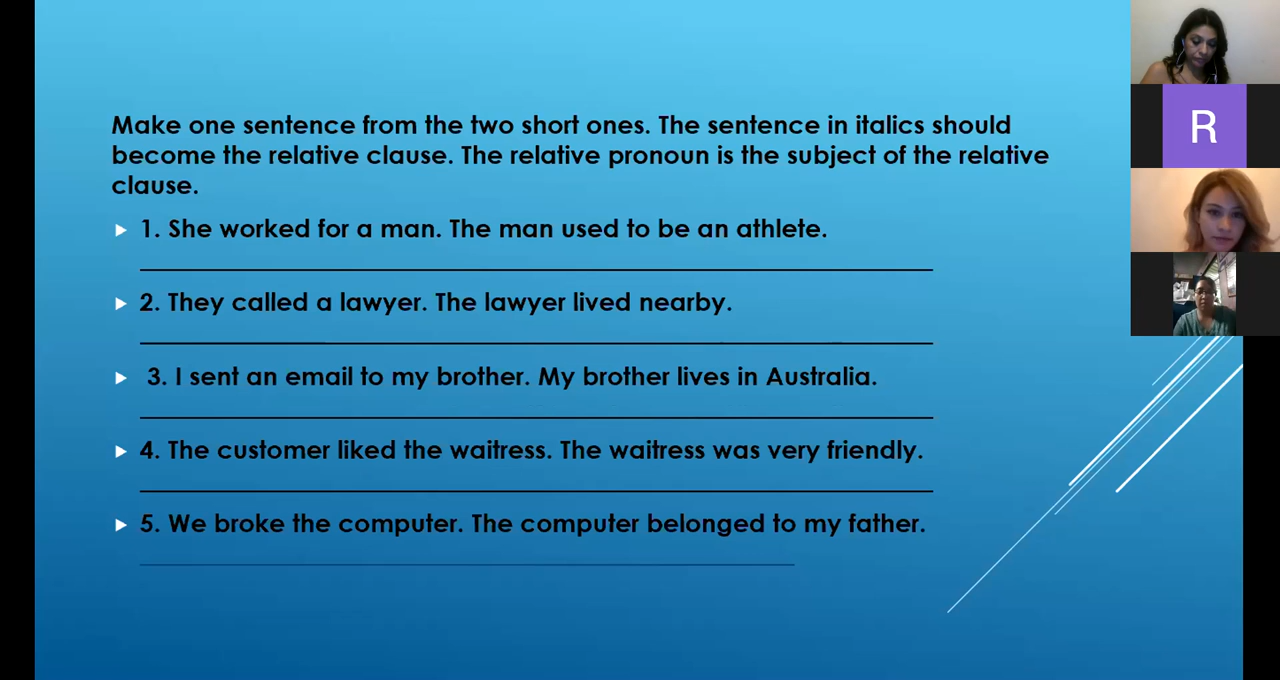 Make one sentence from the two short ones. The sentence in italics should
become the relative clause. The relative pronoun is the subject of the relative
clause.
1. She worked for a man. The man used to be an athlete.
2. They called a lawyer. The lawyer lived nearby.
3. I sent an email to my brother. My brother lives in Australia.
4. The customer liked the waitress. The waitress was very friendly.
5. We broke the computer. The computer belonged to my father.
R